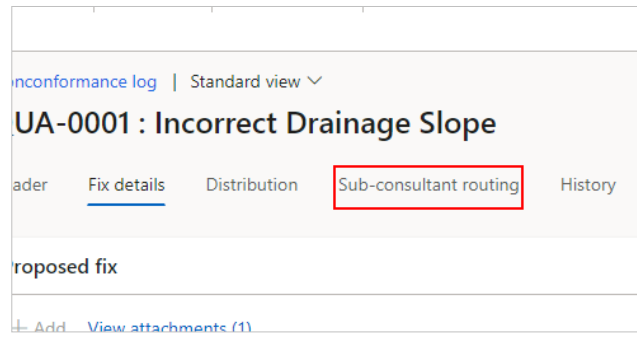 nconformance log | Standard view
UA-0001 : Incorrect Drainage Slope
ader Fix details Distribution Sub-consultant routing History
roposed fix
+ Add View attachments (1)